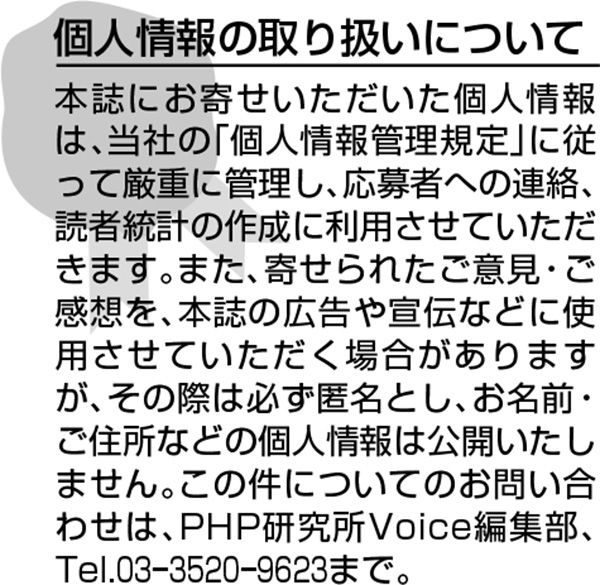 個人情報の取り扱いについて
本誌にお寄せいただいた個人情報
は、当社の「個人情報管理規定」に従
って厳重に管理し、応募者への連絡、
読者統計の作成に利用させていただ
きます。また、寄せられたご意見・ご
感想を、本誌の広告や宣伝などに使
用させていただく場合があります
が、その際は必ず匿名とし、お名前・
ご住所などの個人情報は公開いたし
ません。この件についてのお問い合
わせは、PHP研究所Voice編集部、
Tel.03-3520-9623まで。